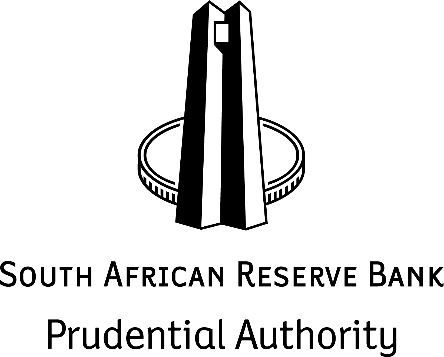 SOUTH AFRICAN RESERVE BANK
Prudential Authority